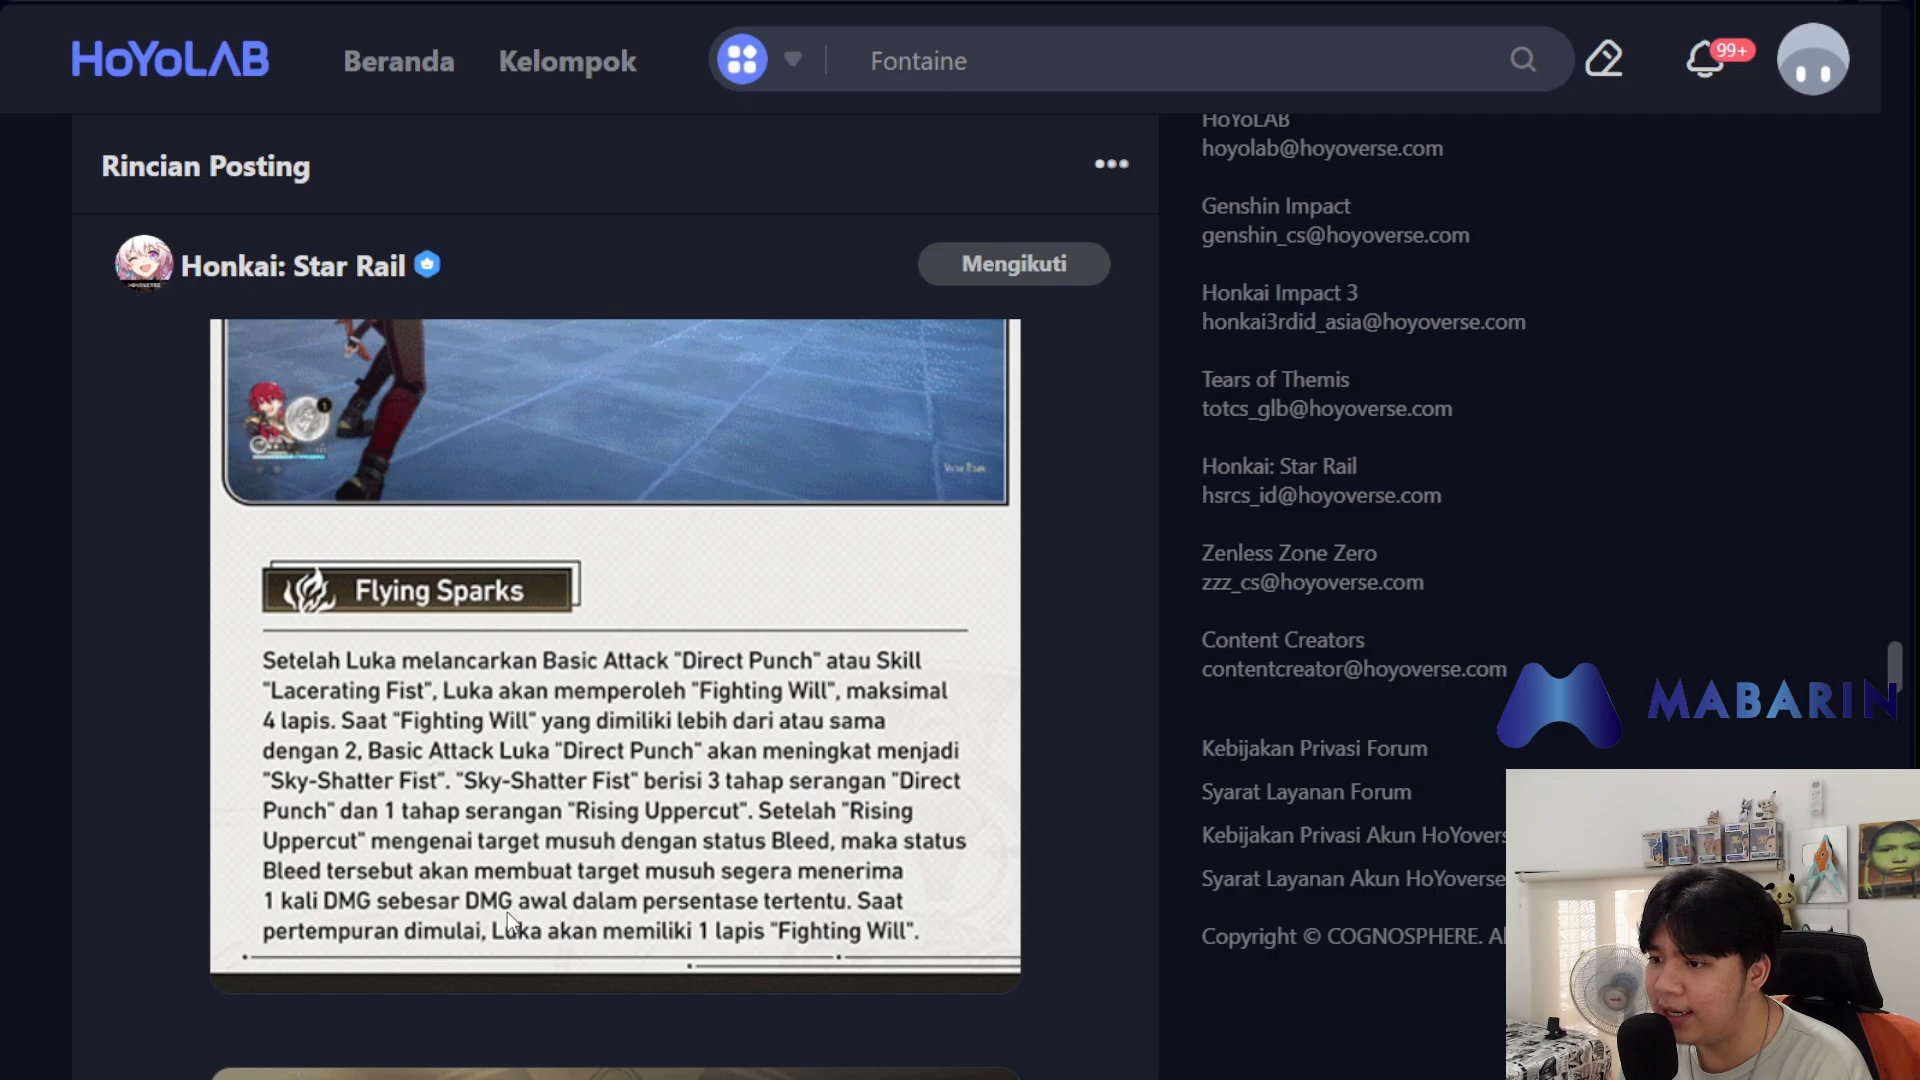 HoYoLAB
Beranda
Kelompok
Fontaine
99+
Rincian Posting
Honkai: Star Rail
Mengikuti
Flying Sparks
Setelah Luka melancarkan Basic Attack "Direct Punch" atau Skill
"Lacerating Fist", Luka akan memperoleh "Fighting Will", maksimal
4 lapis. Saat "Fighting Will" yang dimiliki lebih dari atau sama
dengan 2, Basic Attack Luka "Direct Punch" akan meningkat menjadi
"Sky-Shatter Fist". "Sky-Shatter Fist" berisi 3 tahap serangan "Direct
Punch" dan 1 tahap serangan "Rising Uppercut". Setelah "Rising
Uppercut" mengenai target musuh dengan status Bleed, maka status
Bleed tersebut akan membuat target musuh segera menerima
1 kali DMG sebesar DMG awal dalam persentase tertentu. Saat
pertempuran dimulai, Luka akan memiliki 1 lapis "Fighting Will".
HoYoLAB
hoyolab@hoyoverse.com
Genshin Impact
genshin_cs@hoyoverse.com
Honkai Impact 3
honkai3rdid_asia@hoyoverse.com
Tears of Themis
totcs_glb@hoyoverse.com
Honkai: Star Rail
hsrcs_id@hoyoverse.com
Zenless Zone Zero
zzz_cs@hoyoverse.com
Content Creators
contentcreator@hoyoverse.com
MABARIN
Kebijakan Privasi Forum
Syarat Layanan Forum
Kebijakan Privasi Akun HoYovers
Syarat Layanan Akun HoYoverse
Copyright © COGNOSPHERE.